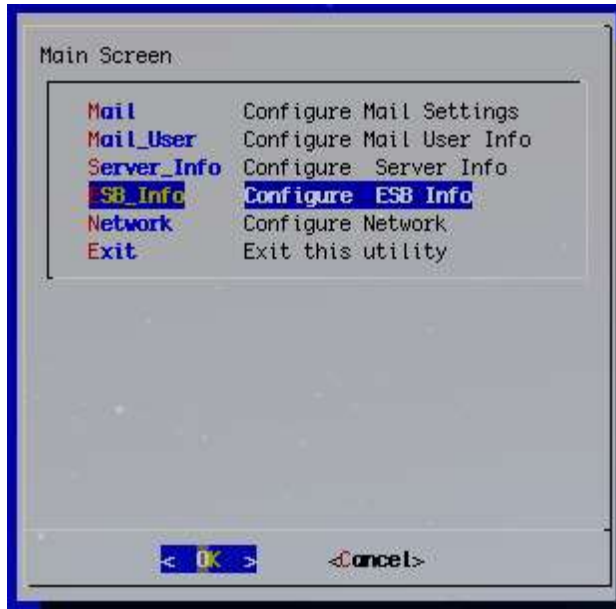 Main Screen
Mail Configure Mail Settings
Mail_User Configure Mail User Info
Server_Info Configure Server Info
ESB_Info Configure ESB Info
Network Configure Network
Exit Exit this utility
< OK > <Cancel>